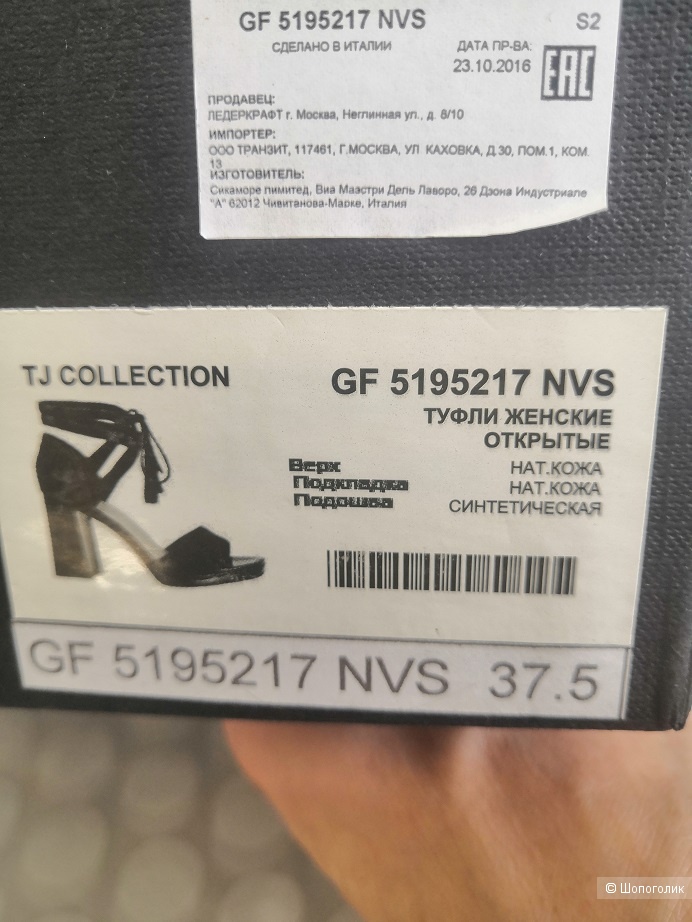 GF 5195217 NVS S2
СДЕЛАНО В ИТАЛИИ ДАТА ПР-ВА:
23.10.2016 EAC
ПРОДАВЕЦ:
ЛЕДЕРКРАФТ г. Москва, Неглинная ул., д. 8/10
ИМПОРТЕР:
ООО ТРАНЗИТ, 117461, Г.МОСКВА, УЛ КАХОВКА, Д.30, ПОМ.1, КОМ.
13
ИЗГОТОВИТЕЛЬ:
Сикаморе лимитед, Виа Маэстри Дель Лаворо, 26 Дзона Индустриале
"А" 62012 Чивитанова-Марке, Италия
TJ COLLECTION GF 5195217 NVS
ТУФЛИ ЖЕНСКИЕ
ОТКРЫТЫЕ
Верх НАТ.КОЖА
Подкладка НАТ.КОЖА
Подошва СИНТЕТИЧЕСКАЯ
GF 5195217 NVS 37.5
© Шопоголик